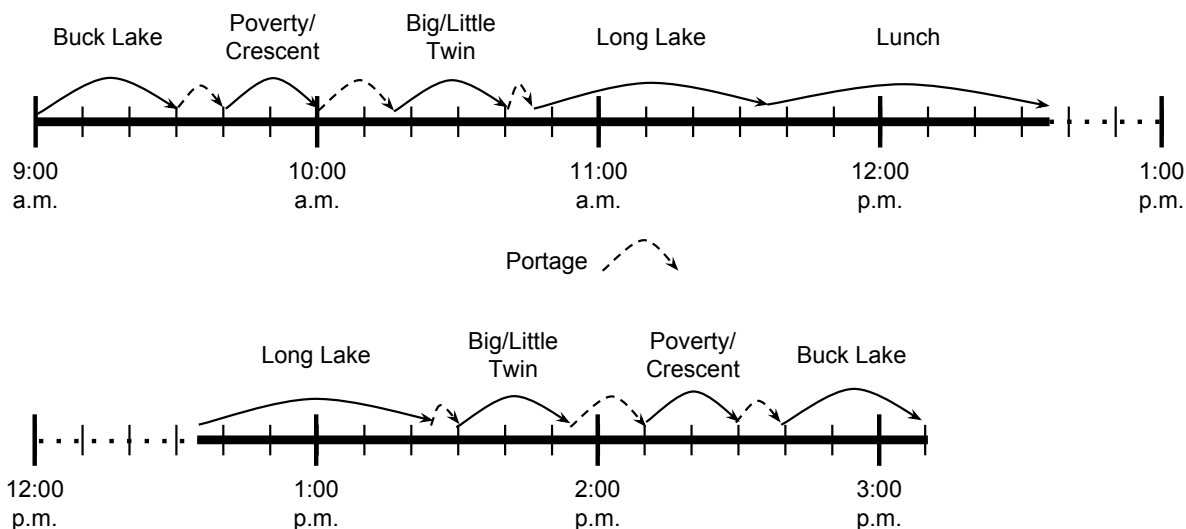 Buck Lake
Poverty/
Crescent
Big/Little
Twin
Long Lake
Lunch
9:00
a.m.
10:00
a.m.
11:00
a.m.
12:00
p.m.
1:00
p.m.
Portage
Long Lake
Big/Little
Twin
Poverty/
Crescent
Buck Lake
12:00
p.m.
1:00
p.m.
2:00
p.m.
3:00
p.m.